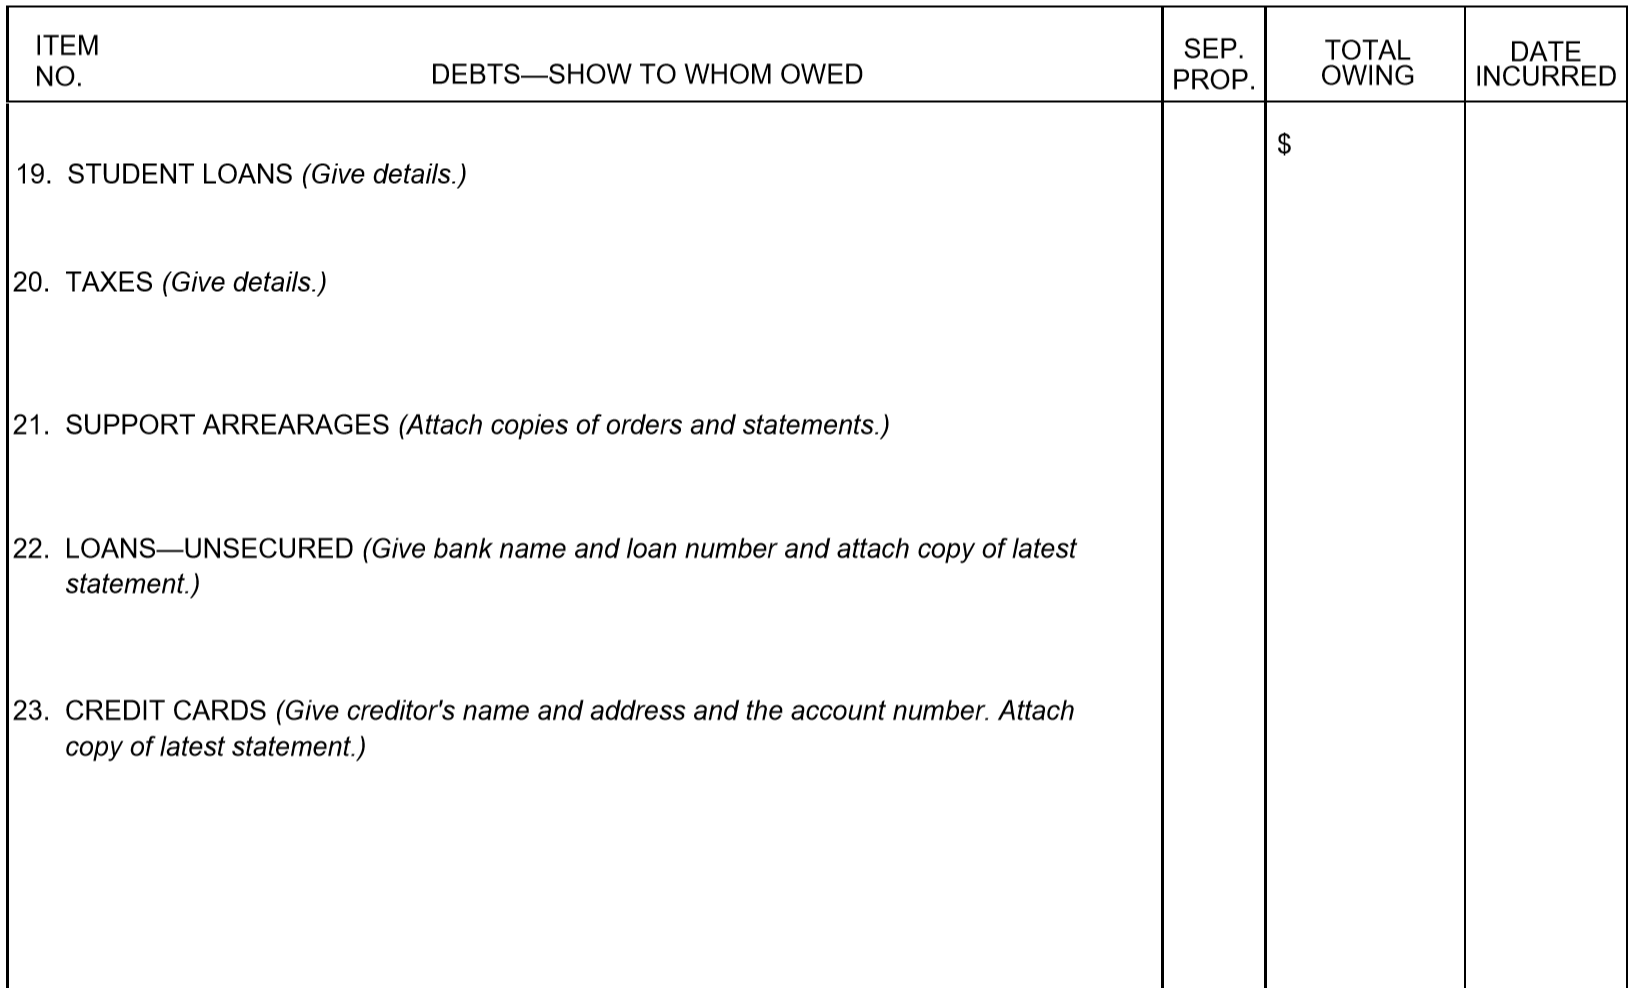 ITEM
NO.
DEBTS—SHOW TO WHOM OWED
SEP.
PROP.
TOTAL
OWING
DATE
INCURRED
$
19. STUDENT LOANS (Give details.)
20. TAXES (Give details.)
21. SUPPORT ARREARAGES (Attach copies of orders and statements.)
22. LOANS—UNSECURED (Give bank name and loan number and attach copy of latest
statement.)
23. CREDIT CARDS (Give creditor's name and address and the account number. Attach
copy of latest statement.)